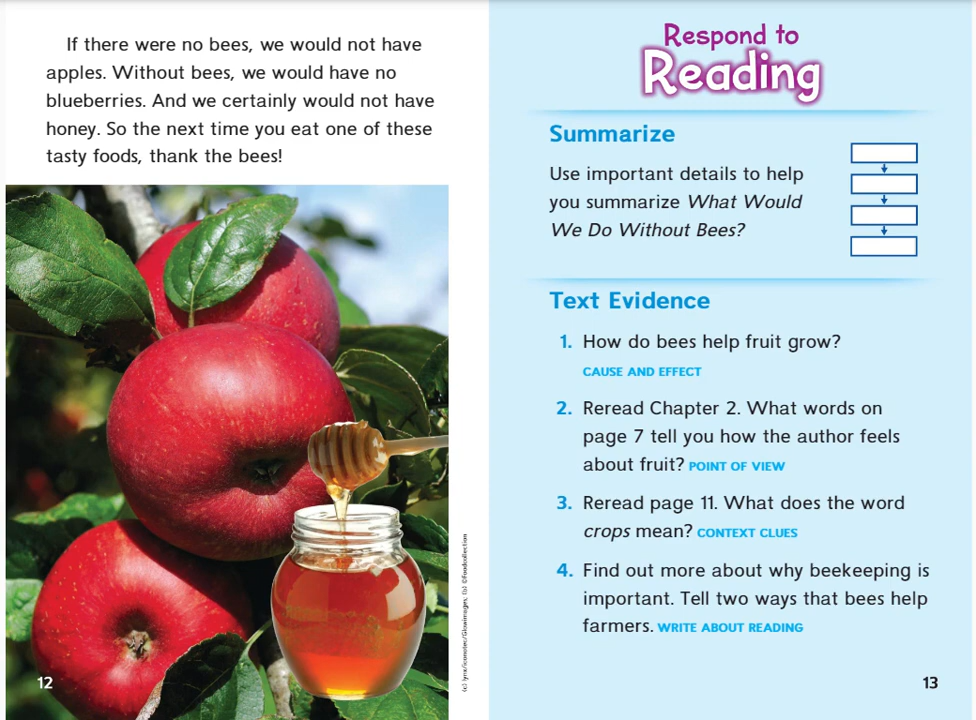 If there were no bees, we would not have
apples. Without bees, we would have no
blueberries. And we certainly would not have
honey. So the next time you eat one of these
tasty foods, thank the bees!
(c) lynx/iconotec/Glowimages; (b) ©Foodcollection
12
Respond to
Reading
Summarize
Use important details to help
you summarize What Would
We Do Without Bees?
Text Evidence
1. How do bees help fruit grow?
CAUSE AND EFFECT
2. Reread Chapter 2. What words on
page 7 tell you how the author feels
about fruit? POINT OF VIEW
3. Reread page 11. What does the word
crops mean? CONTEXT CLUES
4. Find out more about why beekeeping is
important. Tell two ways that bees help
farmers. WRITE ABOUT READING
13